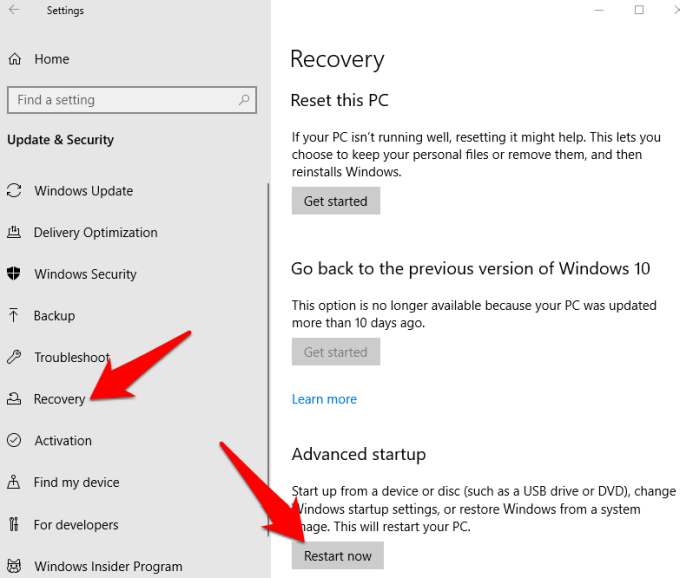 Settings
Home
Find a setting
Update & Security
Windows Update
Delivery Optimization
Windows Security
Backup
Troubleshoot
Recovery
Activation
Find my device
For developers
Windows Insider Program
Recovery
Reset this PC
If your PC isn't running well, resetting it might help. This lets you
choose to keep your personal files or remove them, and then
reinstalls Windows.
Get started
Go back to the previous version of Windows 10
This option is no longer available because your PC was updated
more than 10 days ago.
Get started
Learn more
Advanced startup
Start up from a device or disc (such as a USB drive or DVD), change
Windows startup settings, or restore Windows from a system
image. This will restart your PC.
Restart now